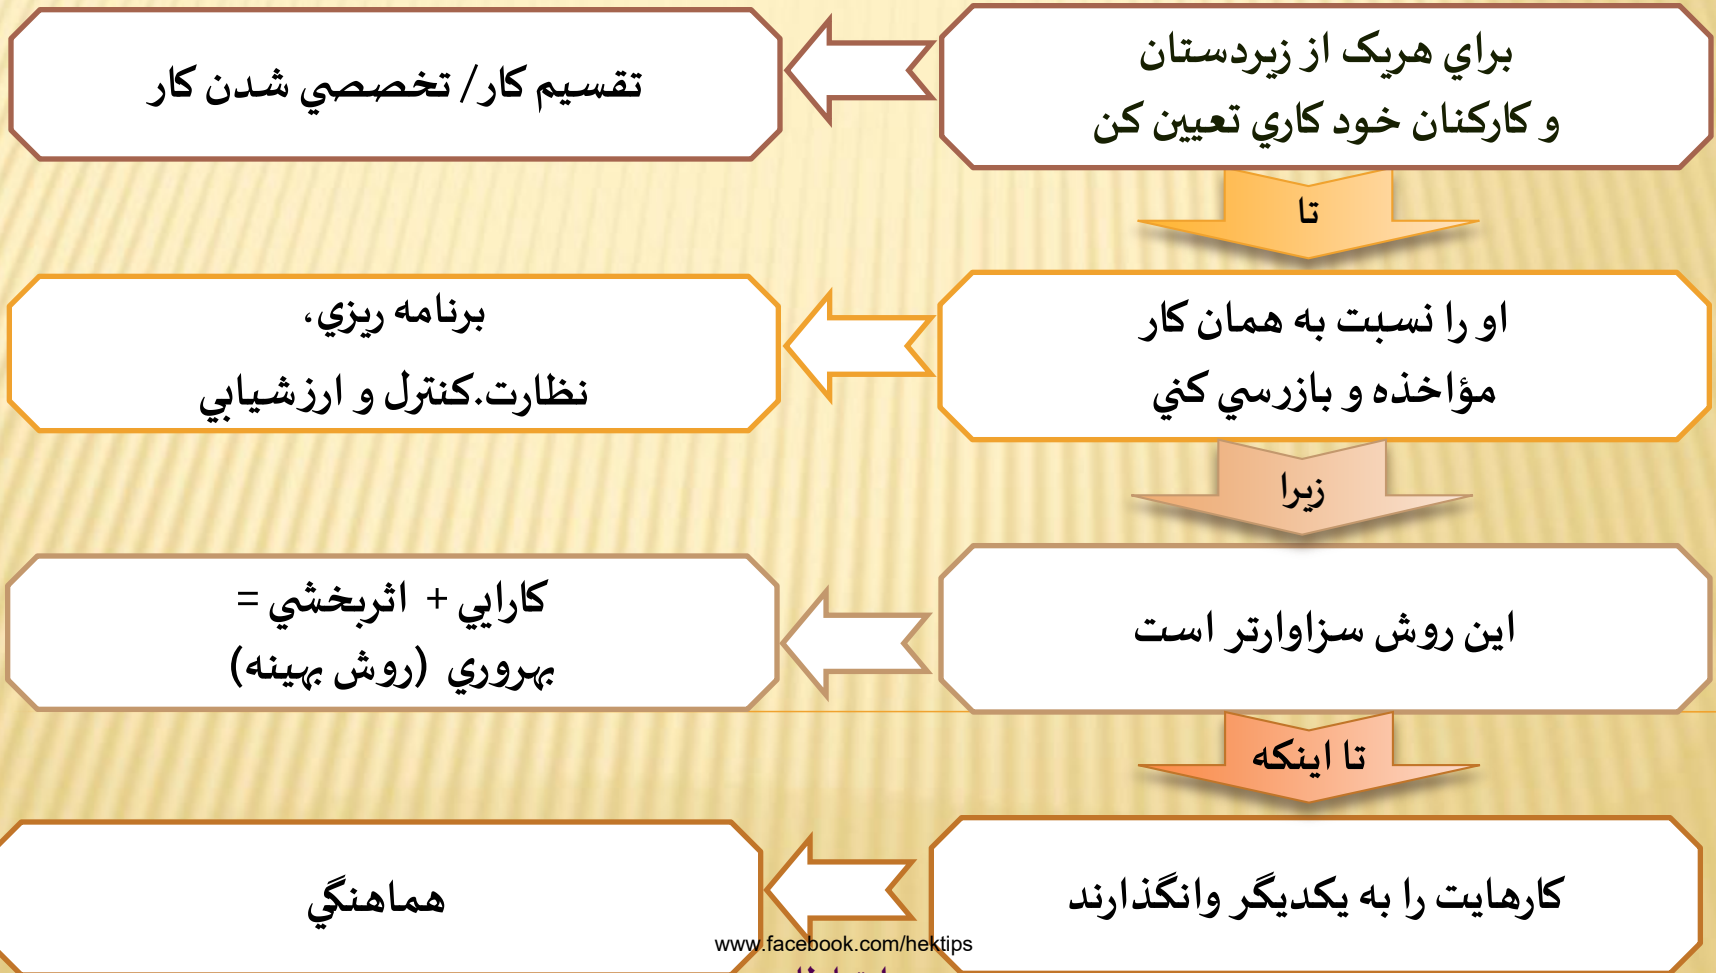 براي هريک از زيردستان
و کارکنان خود کاري تعيين کن
تقسيم کار/ تخصصي شدن کار
تا
او را نسبت به همان کار
مؤاخذه و بازرسي کني
برنامه ريزي،
نظارت.کنترل و ارزشيابي
زيرا
اين روش سزاوارتر است
کارايي + اثربخشي =
بهروري (روش بهينه)
تا اينکه
کارهايت را به يکديگر وانگذارند
هماهنگي
www.facebook.com/hektips